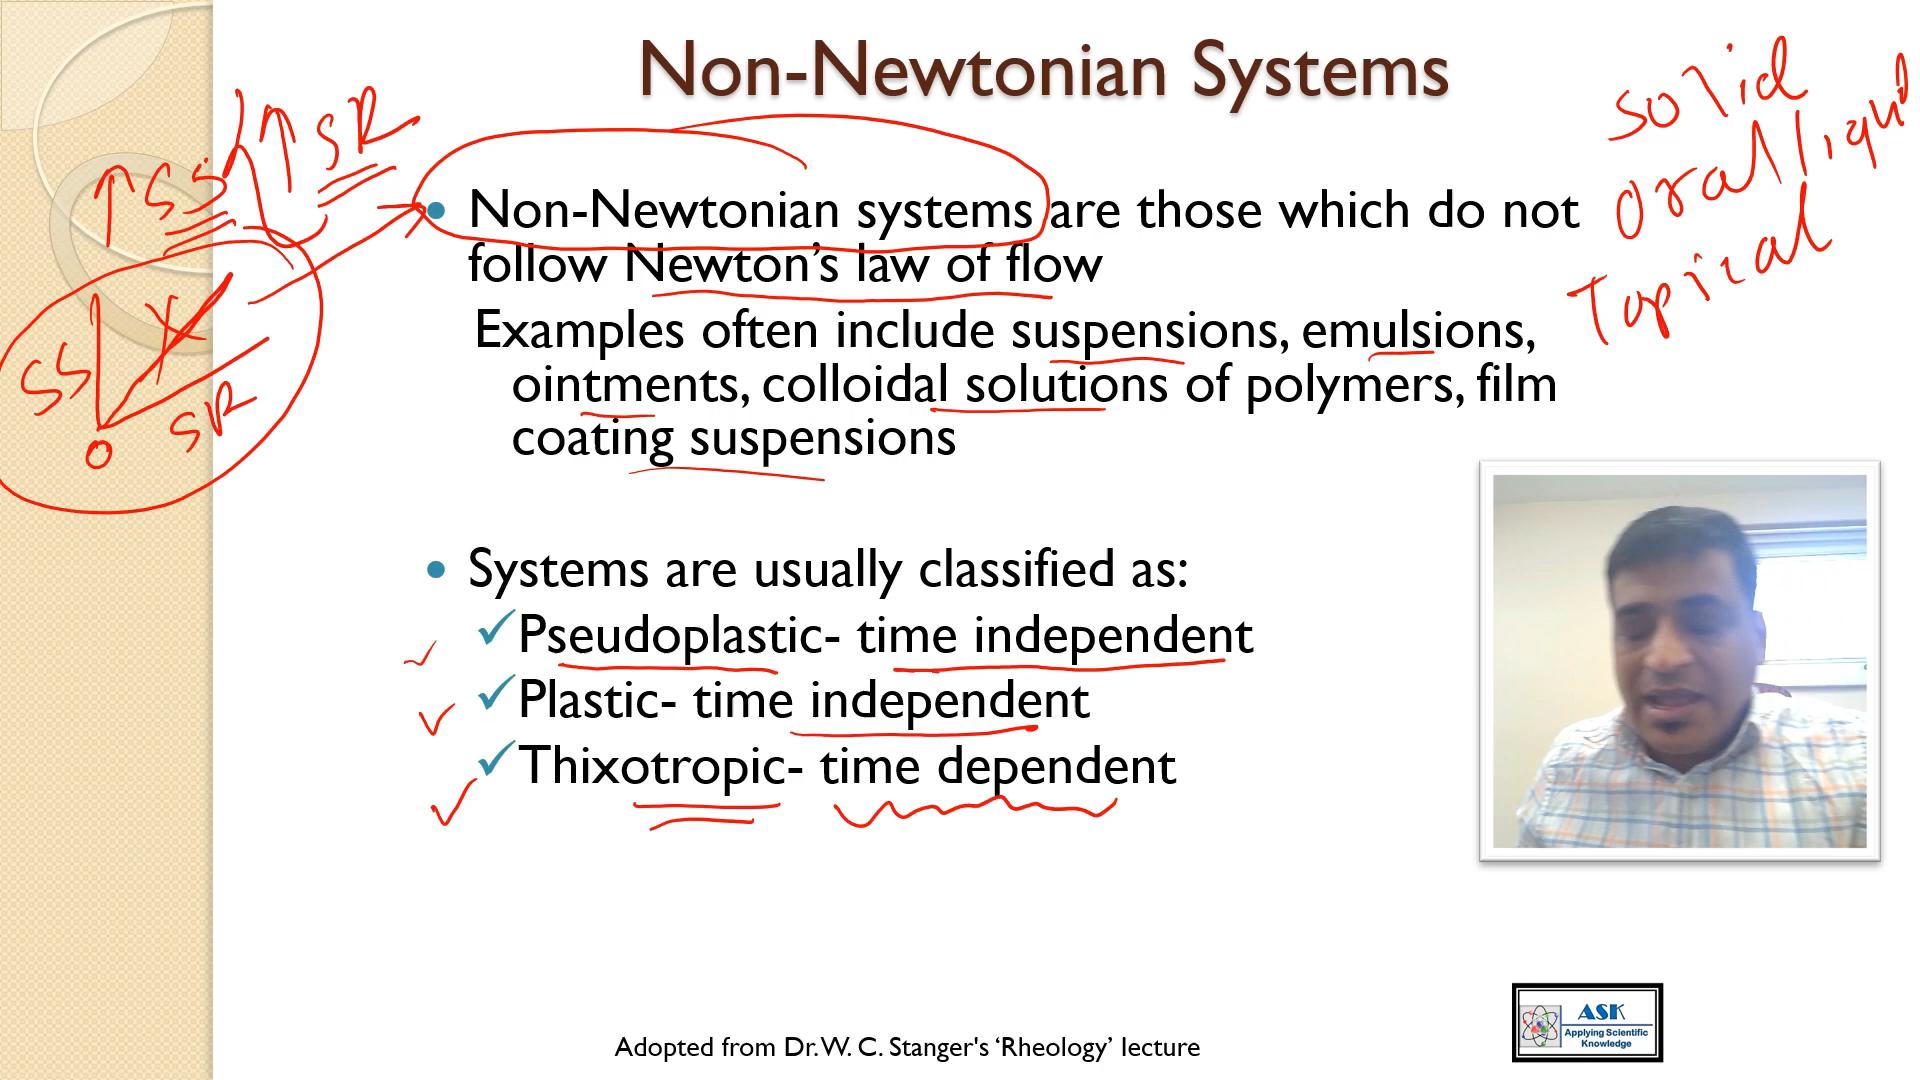 Non-Newtonian Systems
Solid
Oral liquid
Topical
↑SS ↑SR
SS
SR
O
• Non-Newtonian systems are those which do not
follow Newton's law of flow
Examples often include suspensions, emulsions,
ointments, colloidal solutions of polymers, film
coating suspensions
• Systems are usually classified as:
✓Pseudoplastic- time independent
✓Plastic- time independent
✓Thixotropic- time dependent
ASK
Applying Scientific
Knowledge
Adopted from Dr. W. C. Stanger's ‘Rheology’ lecture